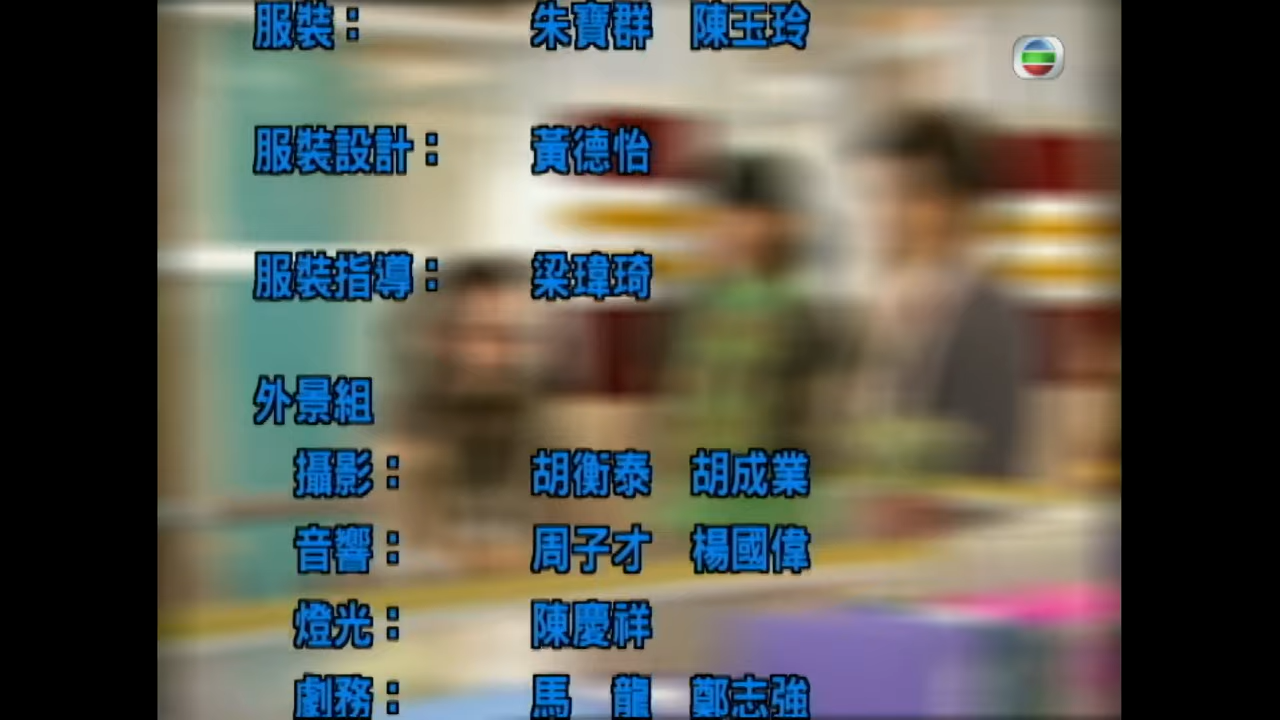 服裝： 朱寶群 陳玉玲
服裝設計： 黃德怡
服裝指導： 梁瑋琦
外景組
攝影： 胡衡泰 胡成業
音響： 周子才 楊國偉
燈光： 陳慶祥
劇務： 馬 龍 鄭志強